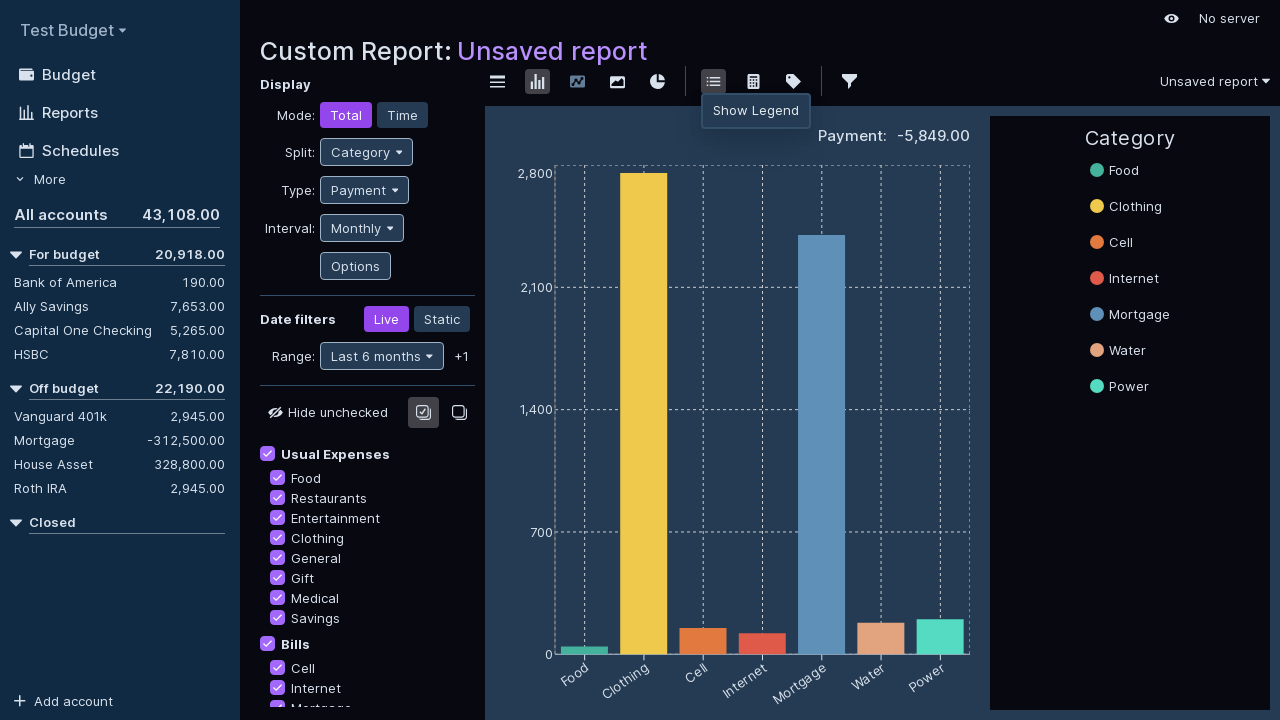 Test Budget
Budget
Reports
Schedules
More
All accounts 43,108.00
For budget 20,918.00
Bank of America 190.00
Ally Savings 7,653.00
Capital One Checking 5,265.00
HSBC 7,810.00
Off budget 22,190.00
Vanguard 401k 2,945.00
Mortgage -312,500.00
House Asset 328,800.00
Roth IRA 2,945.00
Closed
Add account
No server
Custom Report: Unsaved report
Display
Mode: Total Time
Split: Category
Type: Payment
Interval: Monthly
Options
Date filters Live Static
Range: Last 6 months +1
Hide unchecked
Usual Expenses
Food
Restaurants
Entertainment
Clothing
General
Gift
Medical
Savings
Bills
Cell
Internet
Mortgage
Unsaved report
Show Legend
Payment: -5,849.00
2,800
2,100
1,400
700
0
Food
Clothing
Cell
Internet
Mortgage
Water
Power
Category
Food
Clothing
Cell
Internet
Mortgage
Water
Power